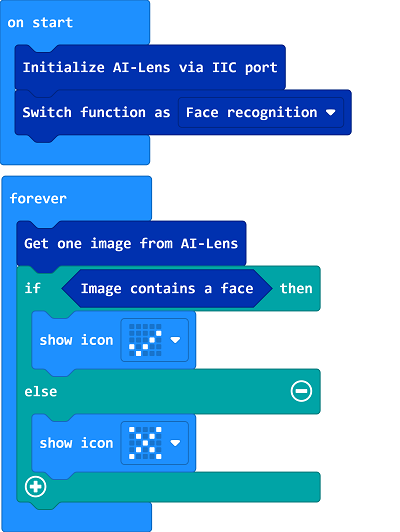 on start
Initialize AI-Lens via IIC port
Switch function as Face recognition
forever
Get one image from AI-Lens
if Image contains a face then
show icon
else
show icon